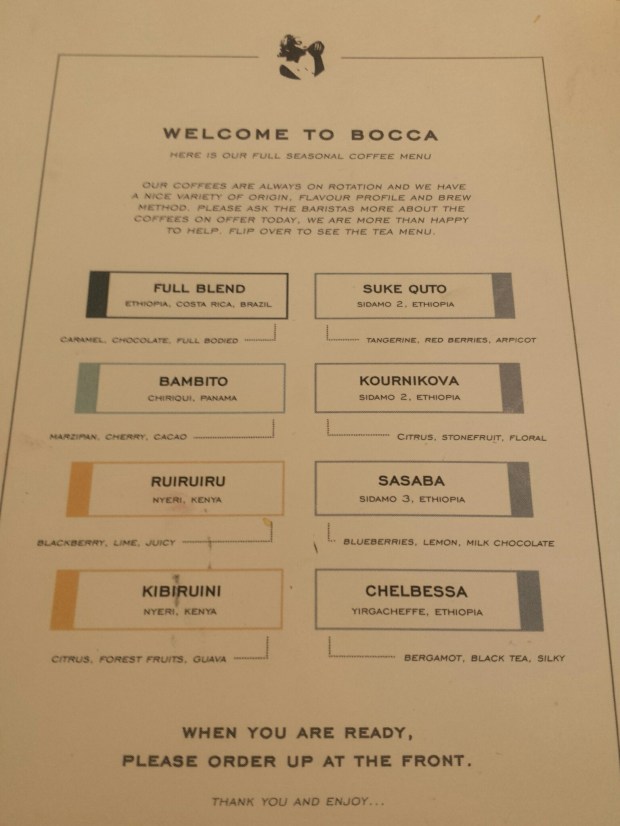 WELCOME TO BOCCA
HERE IS OUR FULL SEASONAL COFFEE MENU
OUR COFFEES ARE ALWAYS ON ROTATION AND WE HAVE
A NICE VARIETY OF ORIGIN, FLAVOUR PROFILE AND BREW
METHOD. PLEASE ASK THE BARISTAS MORE ABOUT THE
COFFEES ON OFFER TODAY, WE ARE MORE THAN HAPPY
TO HELP. FLIP OVER TO SEE THE TEA MENU.
FULL BLEND
ETHIOPIA, COSTA RICA, BRAZIL
CARAMEL, CHOCOLATE, FULL BODIED
SUKE QUTO
SIDAMO 2, ETHIOPIA
TANGERINE, RED BERRIES, ARPICOT
BAMBITO
CHIRIQUI, PANAMA
MARZIPAN, CHERRY, CACAO
KOURNIKOVA
SIDAMO 2, ETHIOPIA
CITRUS, STONEFRUIT, FLORAL
RUIRUIRU
NYERI, KENYA
BLACKBERRY, LIME, JUICY
SASABA
SIDAMO 3, ETHIOPIA
BLUEBERRIES, LEMON, MILK CHOCOLATE
KIBIRUINI
NYERI, KENYA
CITRUS, FOREST FRUITS, GUAVA
CHELBESSA
YIRGACHEFFE, ETHIOPIA
BERGAMOT, BLACK TEA, SILKY
WHEN YOU ARE READY,
PLEASE ORDER UP AT THE FRONT.
THANK YOU AND ENJOY...